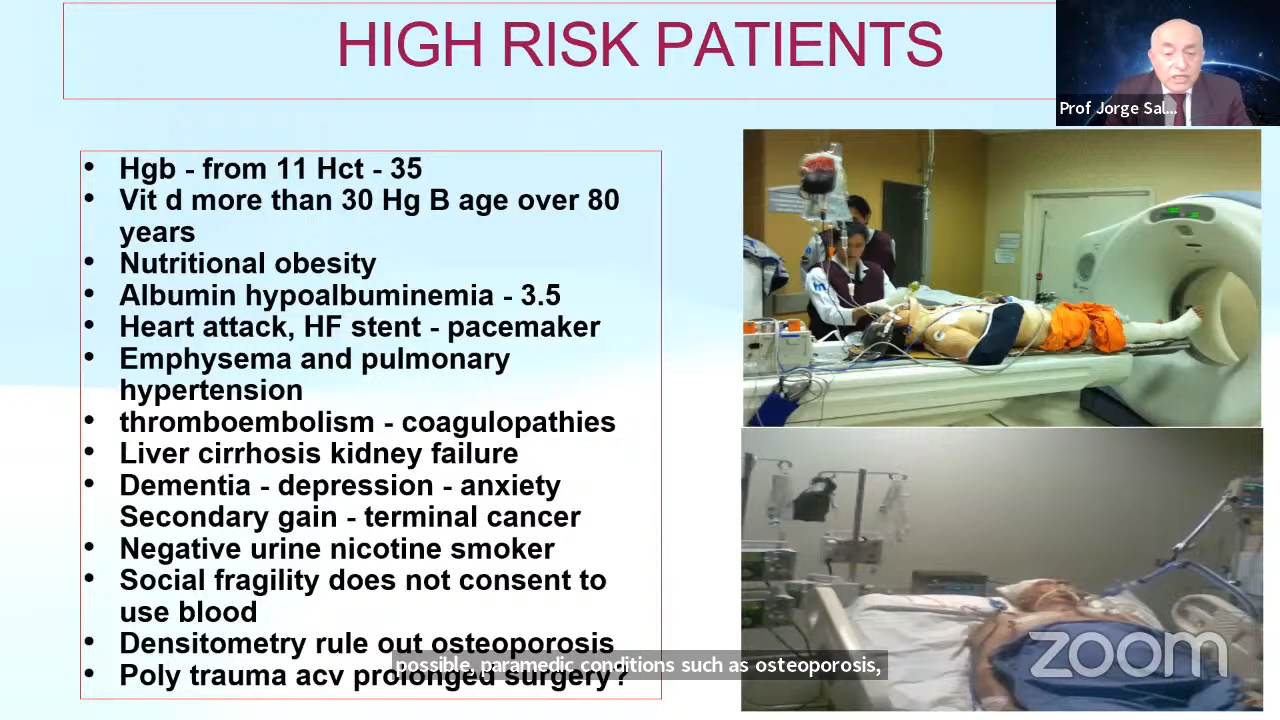 HIGH RISK PATIENTS
Prof Jorge Sal...
• Hgb - from 11 Hct - 35
• Vit d more than 30 Hg B age over 80
years
• Nutritional obesity
• Albumin hypoalbuminemia - 3.5
• Heart attack, HF stent - pacemaker
• Emphysema and pulmonary
hypertension
• thromboembolism - coagulopathies
• Liver cirrhosis kidney failure
• Dementia - depression - anxiety
Secondary gain - terminal cancer
• Negative urine nicotine smoker
• Social fragility does not consent to
use blood
• Densitometry rule out osteoporosis
• Poly trauma acv prolonged surgery?
possible, paramedic conditions such as osteoporosis,
zoom